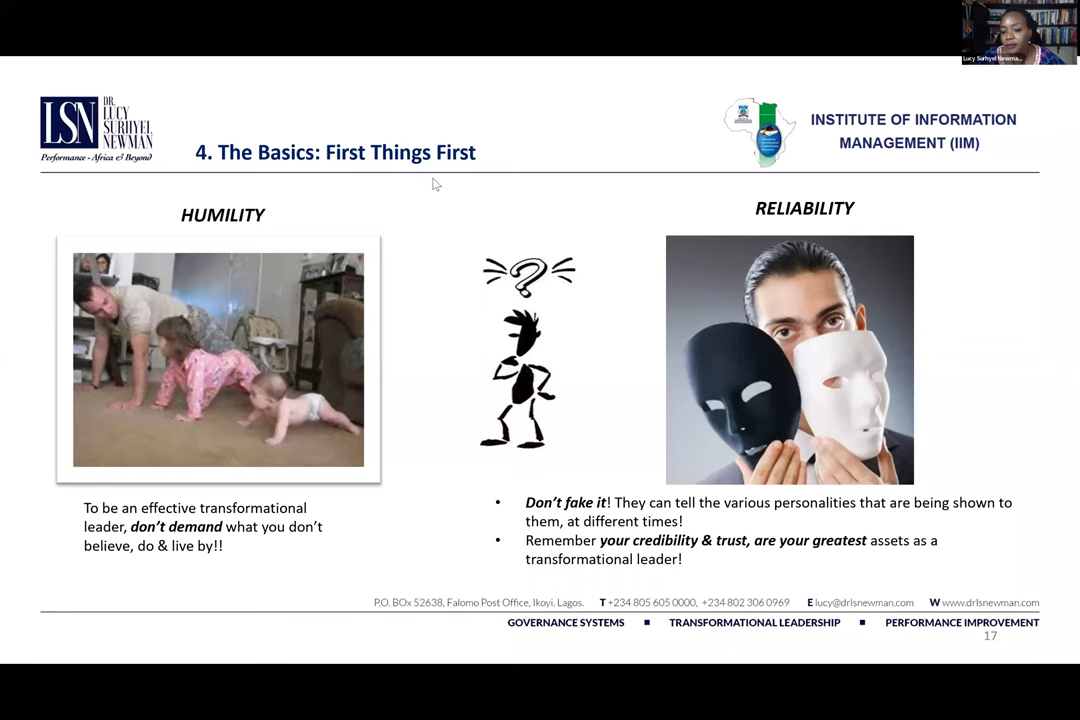 Lucy Surhyel Newma...
LSN
DR.
LUCY
SURHYEL
NEWMAN
Performance - Africa & Beyond
4. The Basics: First Things First
INSTITUTE OF INFORMATION
MANAGEMENT (IIM)
HUMILITY
RELIABILITY
?
To be an effective transformational
leader, don't demand what you don't
believe, do & live by!!
• Don't fake it! They can tell the various personalities that are being shown to
them, at different times!
• Remember your credibility & trust, are your greatest assets as a
transformational leader!
P.O. BOx 52638, Falomo Post Office, Ikoyi. Lagos. T +234 805 605 0000, +234 802 306 0969 E lucy@drlsnewman.com W www.drlsnewman.com
GOVERNANCE SYSTEMS ■ TRANSFORMATIONAL LEADERSHIP ■ PERFORMANCE IMPROVEMENT
17